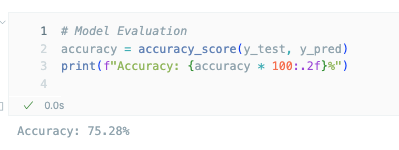 1 # Model Evaluation
2 accuracy = accuracy_score(y_test, y_pred)
3 print(f"Accuracy: {accuracy * 100:.2f}%")
4
✓ 0.0s
Accuracy: 75.28%